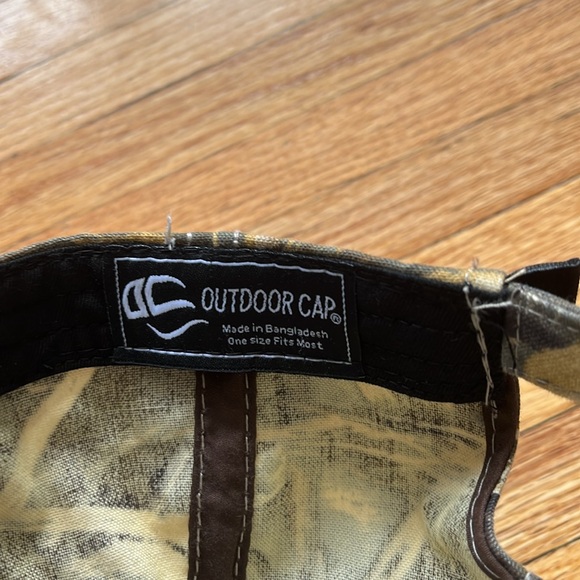 OC OUTDOOR CAP®
Made in Bangladesh
One size Fits Most